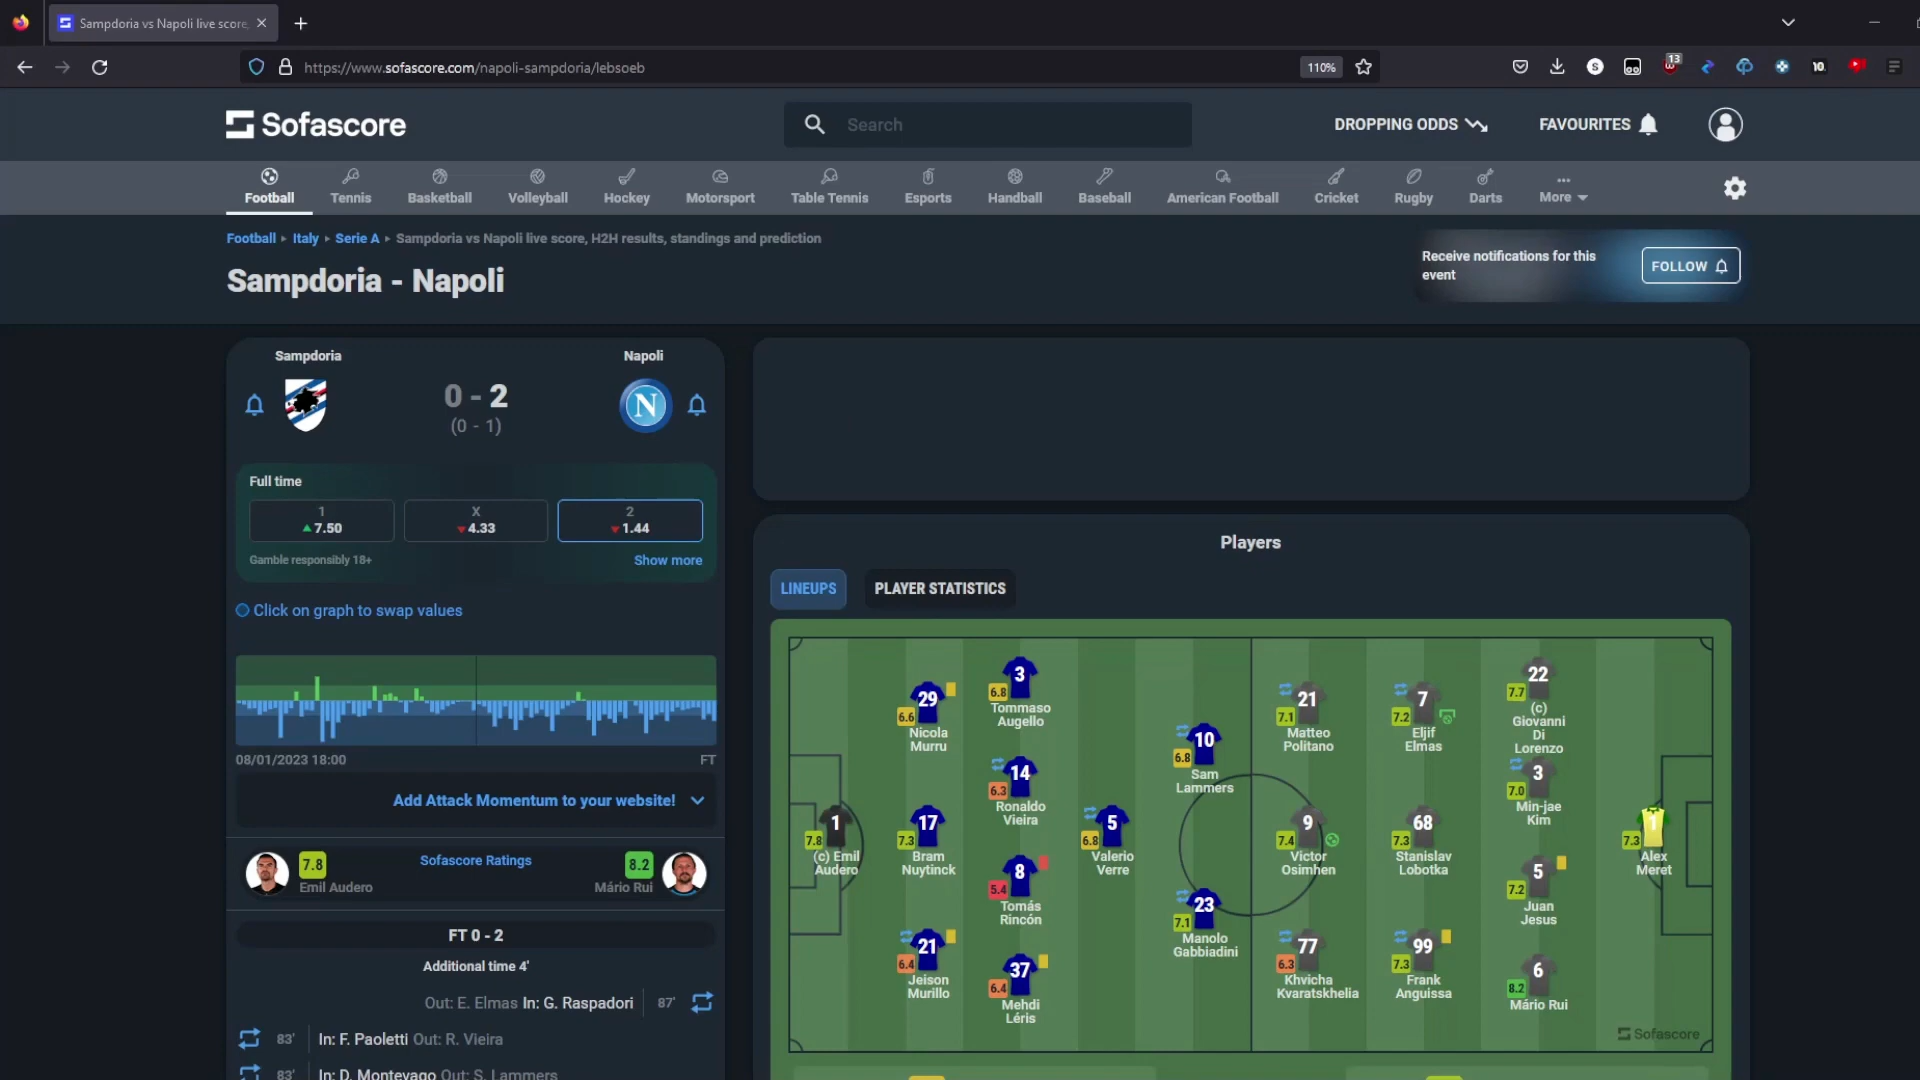 Sampdoria vs Napoli live score,
https://www.sofascore.com/napoli-sampdoria/lebsoeb
110%
13
S
10.
Sofascore
Search
DROPPING ODDS
FAVOURITES
Football
Tennis
Basketball
Volleyball
Hockey
Motorsport
Table Tennis
Esports
Handball
Baseball
American Football
Cricket
Rugby
Darts
More
Football ▸ Italy ▸ Serie A ▸ Sampdoria vs Napoli live score, H2H results, standings and prediction
Sampdoria - Napoli
Receive notifications for this
event
FOLLOW
Sampdoria
Napoli
0 - 2
(0 - 1)
N
Full time
1
7.50
X
4.33
2
1.44
Gamble responsibly 18+
Show more
Click on graph to swap values
08/01/2023 18:00
FT
Add Attack Momentum to your website!
7.8
Emil Audero
Sofascore Ratings
8.2
Mário Rui
FT 0 - 2
Additional time 4'
Out: E. Elmas In: G. Raspadori
87'
83'
In: F. Paoletti Out: R. Vieira
83'
In: D. Montevago Out: S. Lammers
Players
LINEUPS
PLAYER STATISTICS
1
7.8
(c) Emil
Audero
29
6.6
Nicola
Murru
17
7.3
Bram
Nuytinck
21
6.4
Jeison
Murillo
3
6.8
Tommaso
Augello
14
6.3
Ronaldo
Vieira
8
5.4
Tomás
Rincón
37
6.4
Mehdi
Léris
5
6.8
Valerio
Verre
10
6.8
Sam
Lammers
23
7.1
Manolo
Gabbiadini
21
7.1
Matteo
Politano
9
7.4
Victor
Osimhen
77
6.3
Khvicha
Kvaratskhelia
7
7.2
Eljif
Elmas
68
7.3
Stanislav
Lobotka
99
7.3
Frank
Anguissa
22
7.7
(c)
Giovanni
Di
Lorenzo
3
7.0
Min-jae
Kim
5
7.2
Juan
Jesus
6
8.2
Mário Rui
1
7.3
Alex
Meret
Sofascore